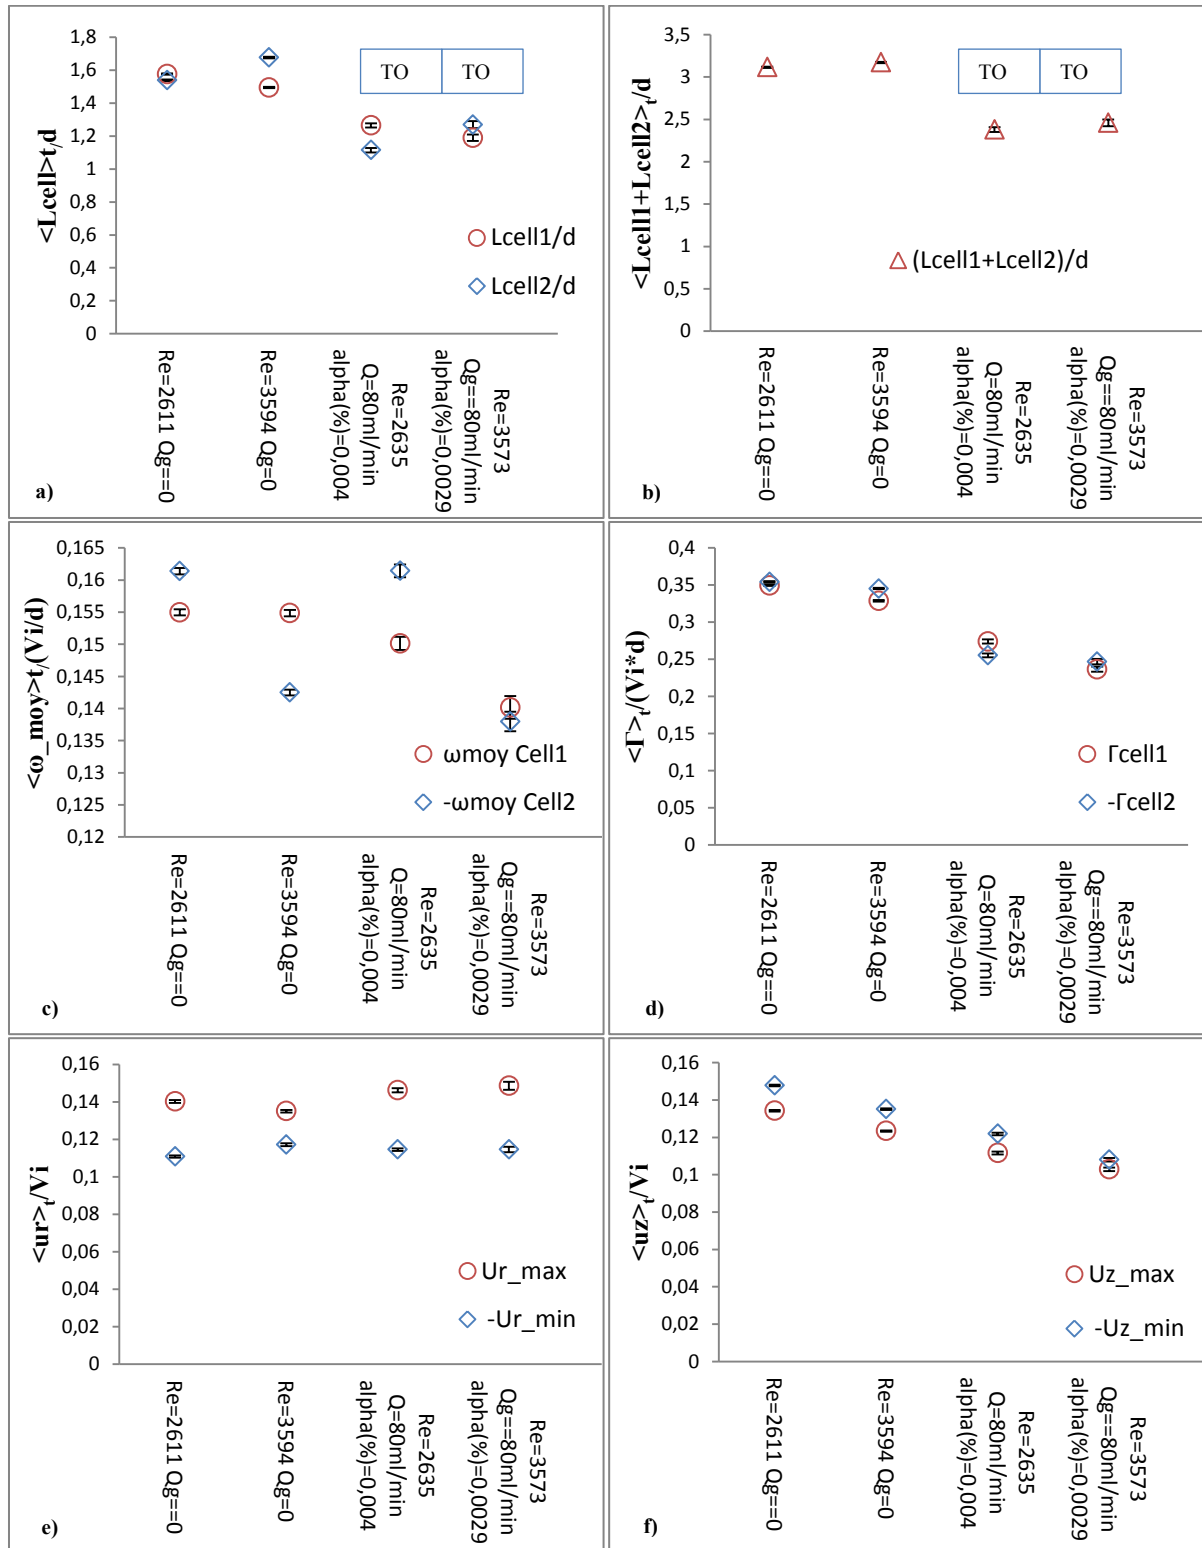 1,8
1,6
1,4
1,2
1
0,8
0,6
0,4
0,2
0
<Lcell>t/d
TO TO
Lcell1/d
Lcell2/d
Re=2611 Qg==0
Re=3594 Qg=0
Re=2635
Q=80ml/min
alpha(%)=0,004
Re=3573
Qg==80ml/min
alpha(%)=0,0029
a)
3,5
3
2,5
2
1,5
1
0,5
0
<Lcell1+Lcell2>t/d
TO TO
(Lcell1+Lcell2)/d
Re=2611 Qg==0
Re=3594 Qg=0
Re=2635
Q=80ml/min
alpha(%)=0,004
Re=3573
Qg==80ml/min
alpha(%)=0,0029
b)
0,165
0,16
0,155
0,15
0,145
0,14
0,135
0,13
0,125
0,12
<ω_moy>t/(Vi/d)
ωmoy Cell1
-ωmoy Cell2
Re=2611 Qg==0
Re=3594 Qg=0
Re=2635
Q=80ml/min
alpha(%)=0,004
Re=3573
Qg==80ml/min
alpha(%)=0,0029
c)
0,4
0,35
0,3
0,25
0,2
0,15
0,1
0,05
0
<Γ>t/(Vi*d)
Γcell1
-Γcell2
Re=2611 Qg==0
Re=3594 Qg=0
Re=2635
Q=80ml/min
alpha(%)=0,004
Re=3573
Qg==80ml/min
alpha(%)=0,0029
d)
0,16
0,14
0,12
0,1
0,08
0,06
0,04
0,02
0
<ur>t/Vi
Ur_max
-Ur_min
Re=2611 Qg==0
Re=3594 Qg=0
Re=2635
Q=80ml/min
alpha(%)=0,004
Re=3573
Qg==80ml/min
alpha(%)=0,0029
e)
0,16
0,14
0,12
0,1
0,08
0,06
0,04
0,02
0
<uz>t/Vi
Uz_max
-Uz_min
Re=2611 Qg==0
Re=3594 Qg=0
Re=2635
Q=80ml/min
alpha(%)=0,004
Re=3573
Qg==80ml/min
alpha(%)=0,0029
f)